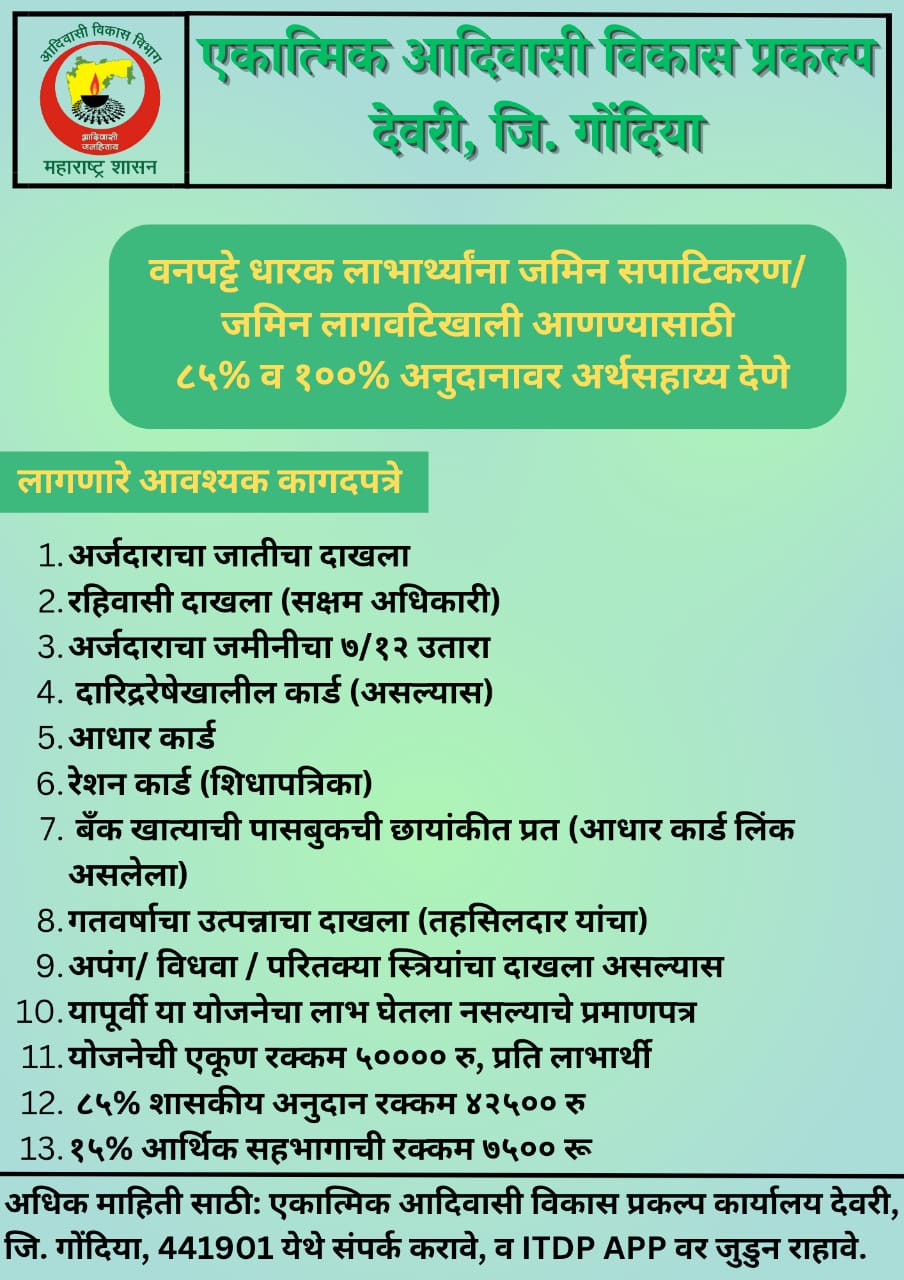 आदिवासी विकास विभाग
आदिवासी
जनहिताय
महाराष्ट्र शासन
एकात्मिक आदिवासी विकास प्रकल्प
देवरी, जि. गोंदिया
वनपट्टे धारक लाभार्थ्यांना जमिन सपाटिकरण/
जमिन लागवटिखाली आणण्यासाठी
८५% व १००% अनुदानावर अर्थसहाय्य देणे
लागणारे आवश्यक कागदपत्रे
1. अर्जदाराचा जातीचा दाखला
2. रहिवासी दाखला (सक्षम अधिकारी)
3. अर्जदाराचा जमीनीचा ७/१२ उतारा
4. दारिद्ररेषेखालील कार्ड (असल्यास)
5. आधार कार्ड
6. रेशन कार्ड (शिधापत्रिका)
7. बँक खात्याची पासबुकची छायांकीत प्रत (आधार कार्ड लिंक
असलेला)
8. गतवर्षाचा उत्पन्नाचा दाखला (तहसिलदार यांचा)
9. अपंग/ विधवा / परितक्या स्त्रियांचा दाखला असल्यास
10. यापूर्वी या योजनेचा लाभ घेतला नसल्याचे प्रमाणपत्र
11. योजनेची एकूण रक्कम ५०००० रु, प्रति लाभार्थी
12. ८५% शासकीय अनुदान रक्कम ४२५०० रु
13. १५% आर्थिक सहभागाची रक्कम ७५०० रू
अधिक माहिती साठी: एकात्मिक आदिवासी विकास प्रकल्प कार्यालय देवरी,
जि. गोंदिया, 441901 येथे संपर्क करावे, व ITDP APP वर जुडुन राहावे.